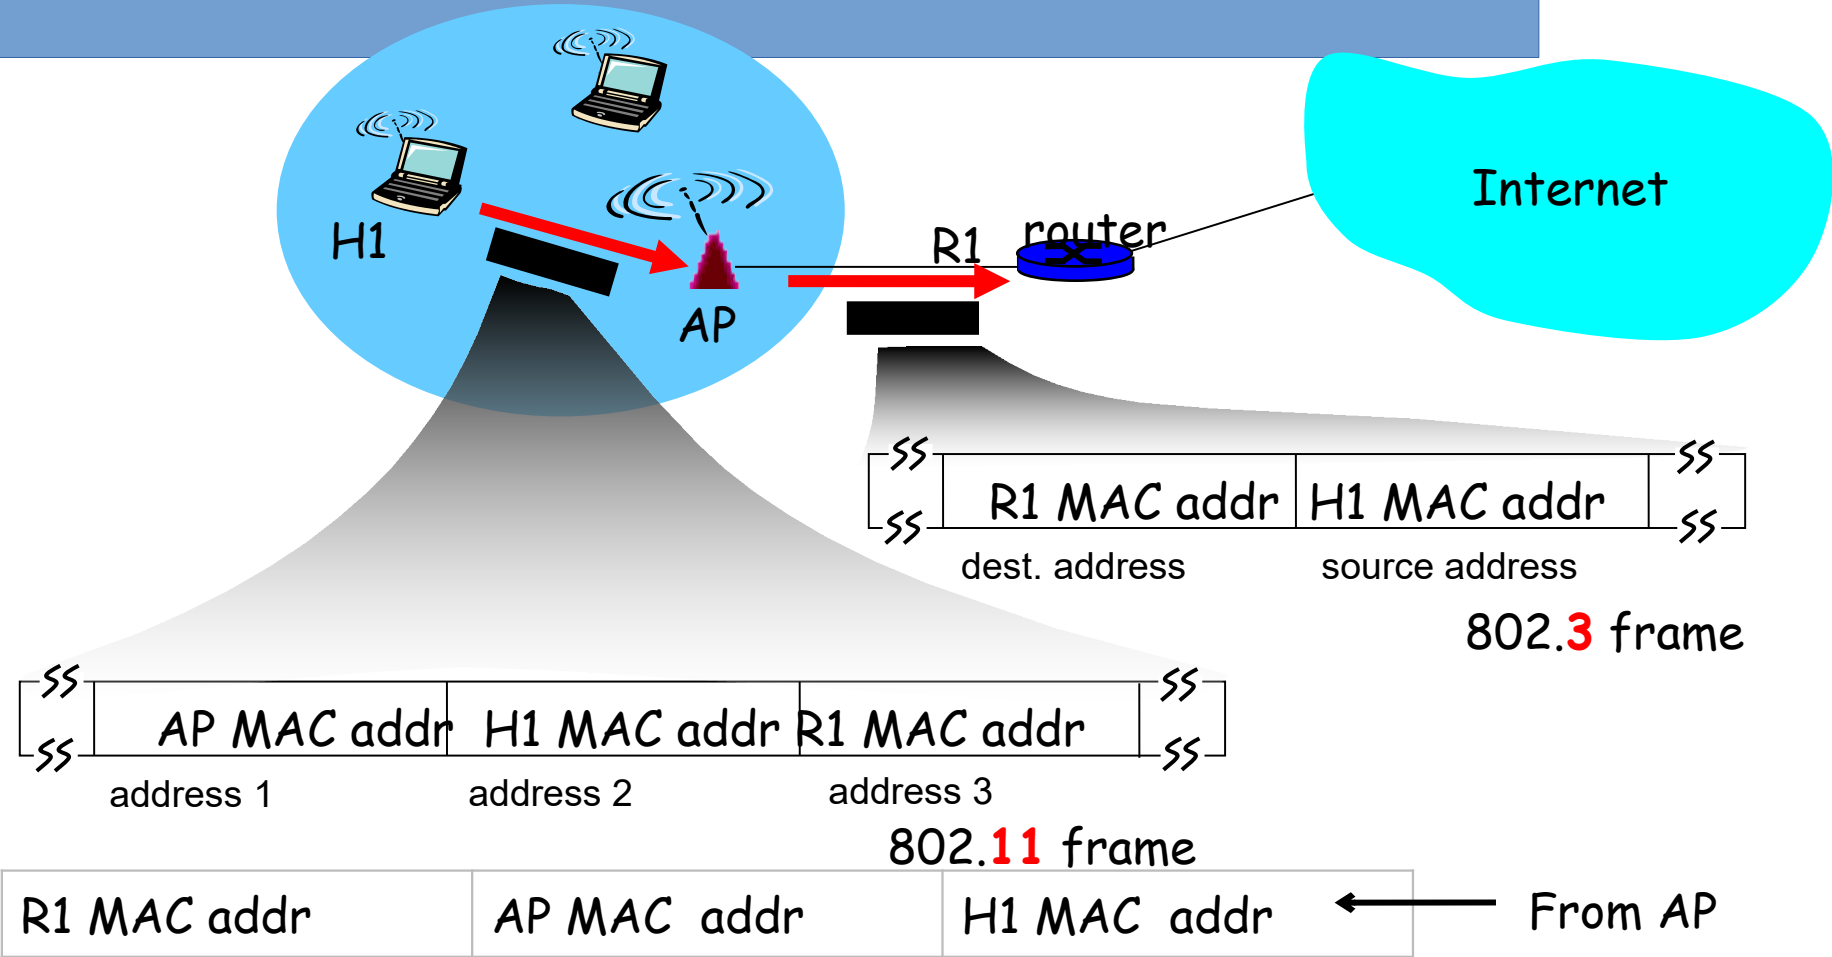 Internet
router
R1
H1
AP
R1 MAC addr H1 MAC addr
dest. address source address
802.3 frame
AP MAC addr H1 MAC addr R1 MAC addr
address 1 address 2 address 3
802.11 frame
R1 MAC addr AP MAC addr H1 MAC addr From AP